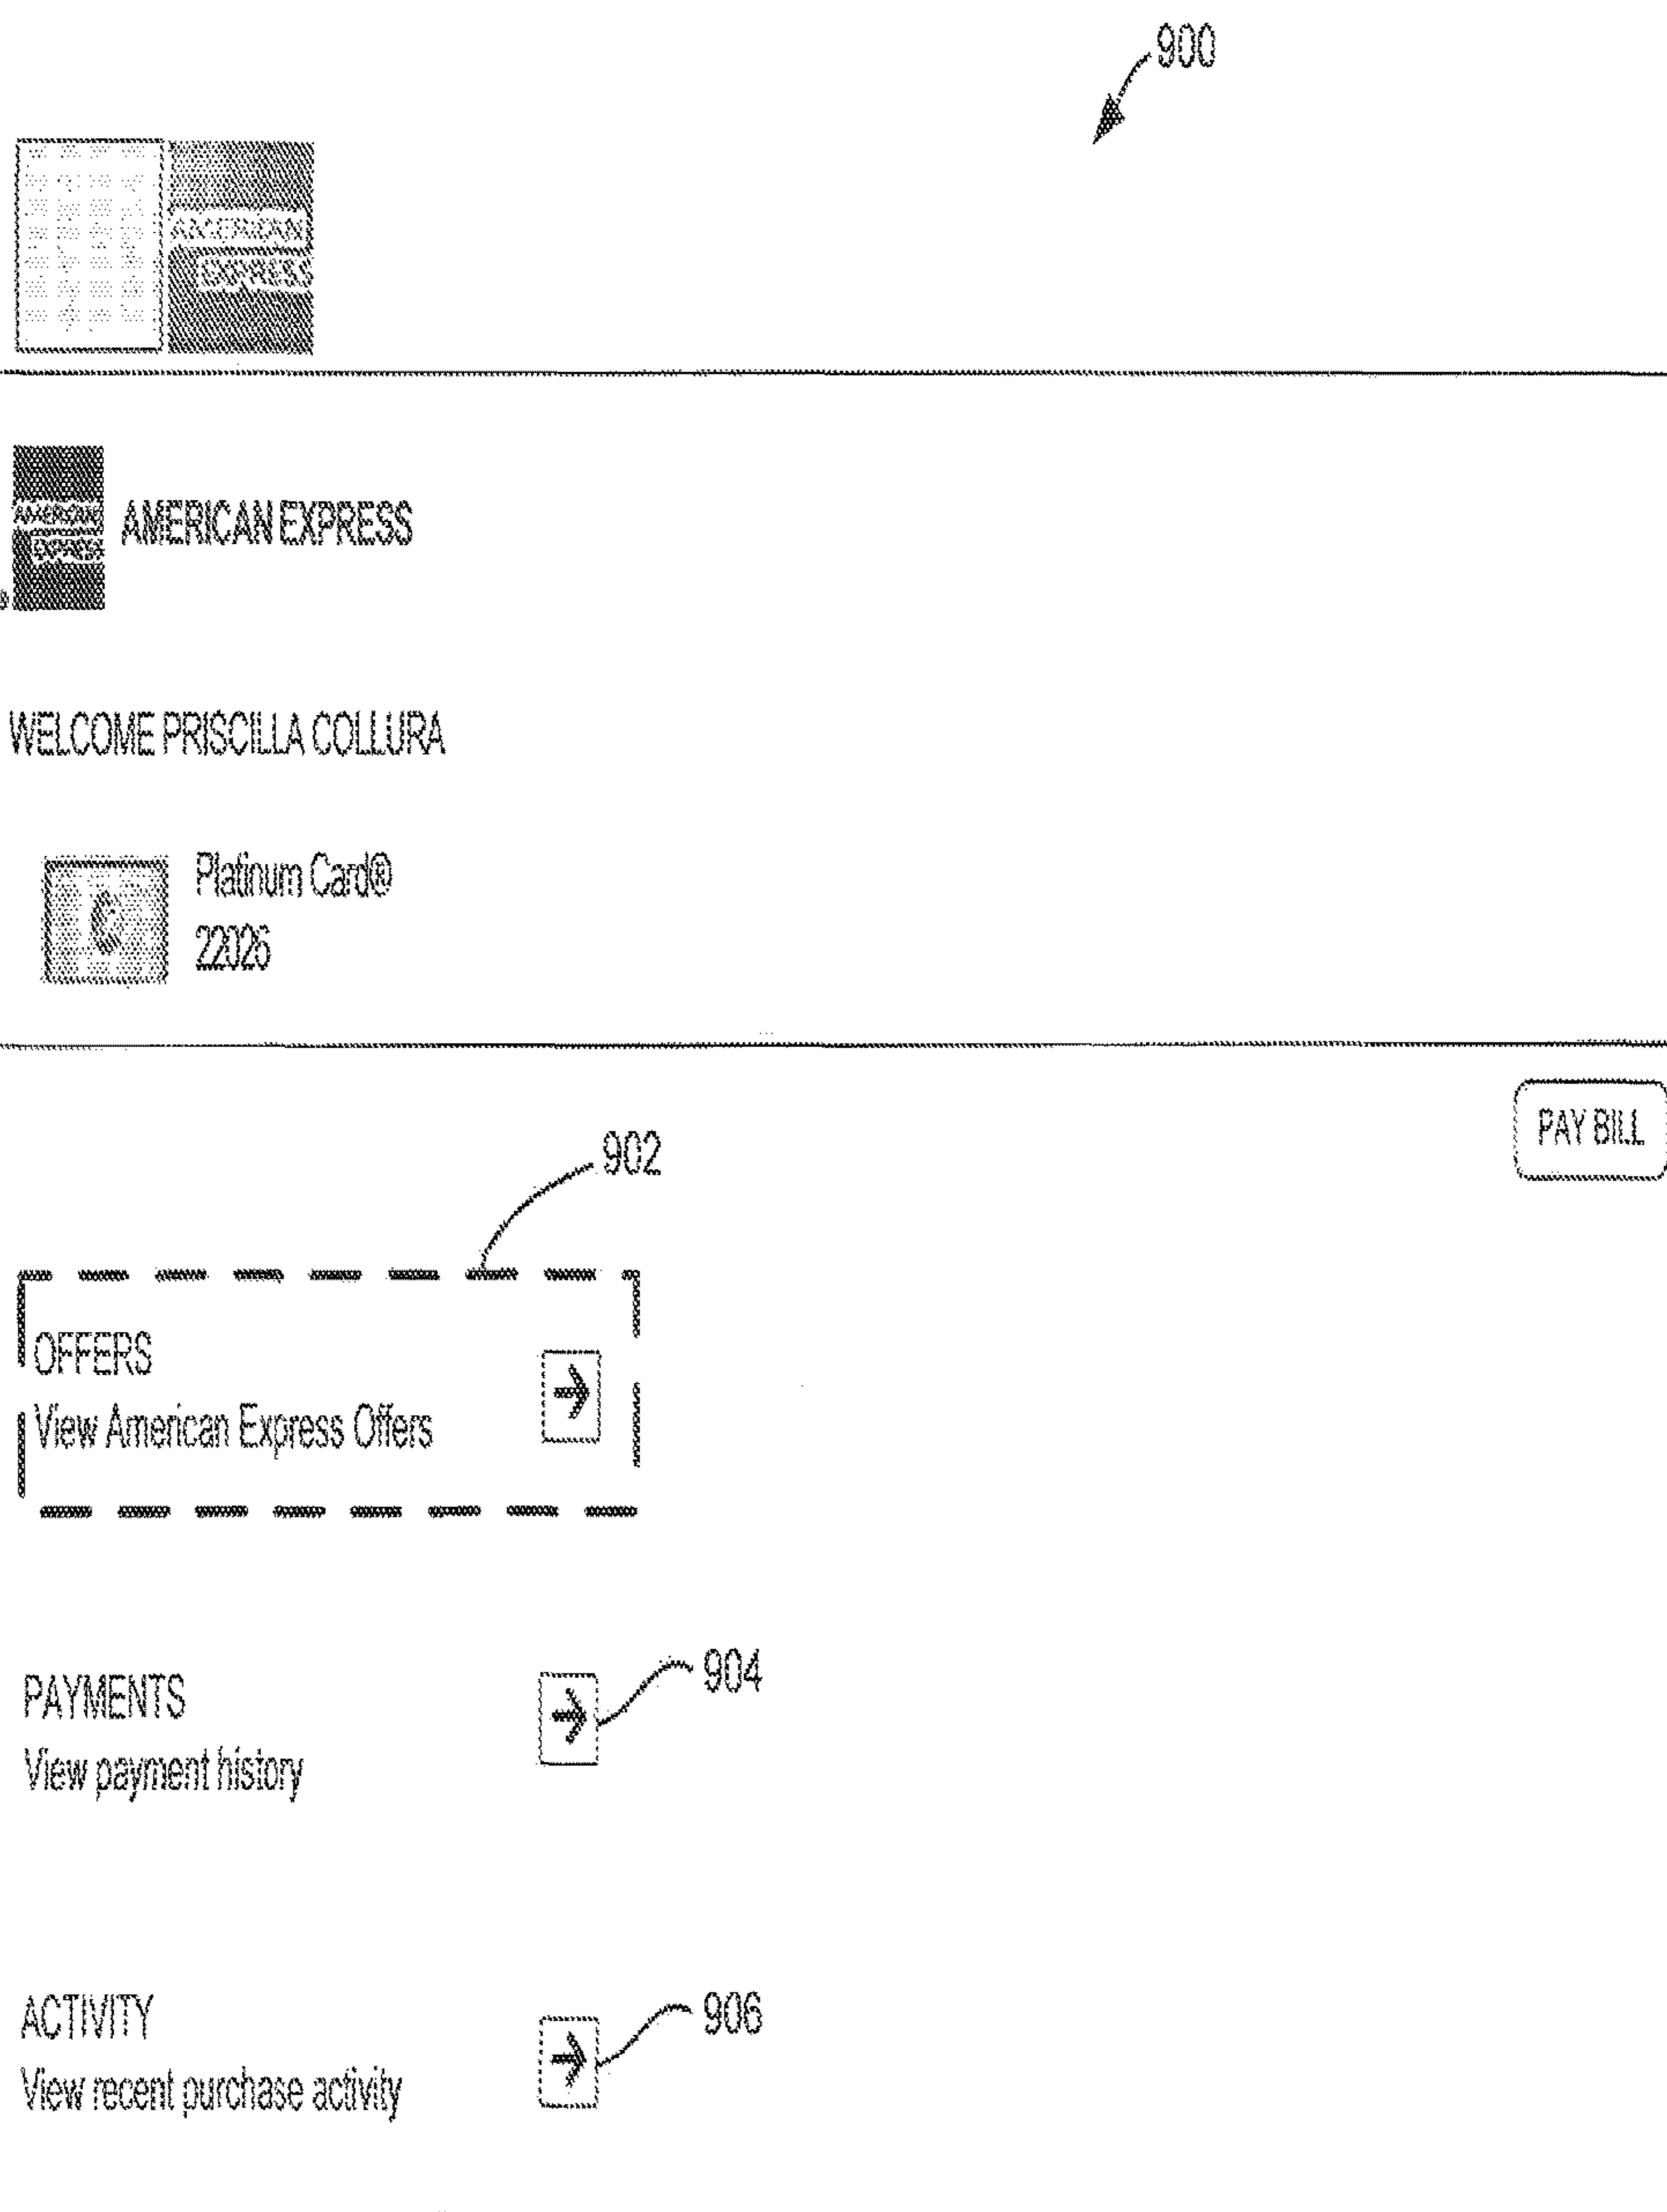 900
AMERICAN
EXPRESS
AMERICAN
EXPRESS
AMERICAN EXPRESS
WELCOME PRISCILLA COLLURA
Platinum Card®
22026
PAY BILL
902
OFFERS
View American Express Offers
904
PAYMENTS
View payment history
906
ACTIVITY
View recent purchase activity